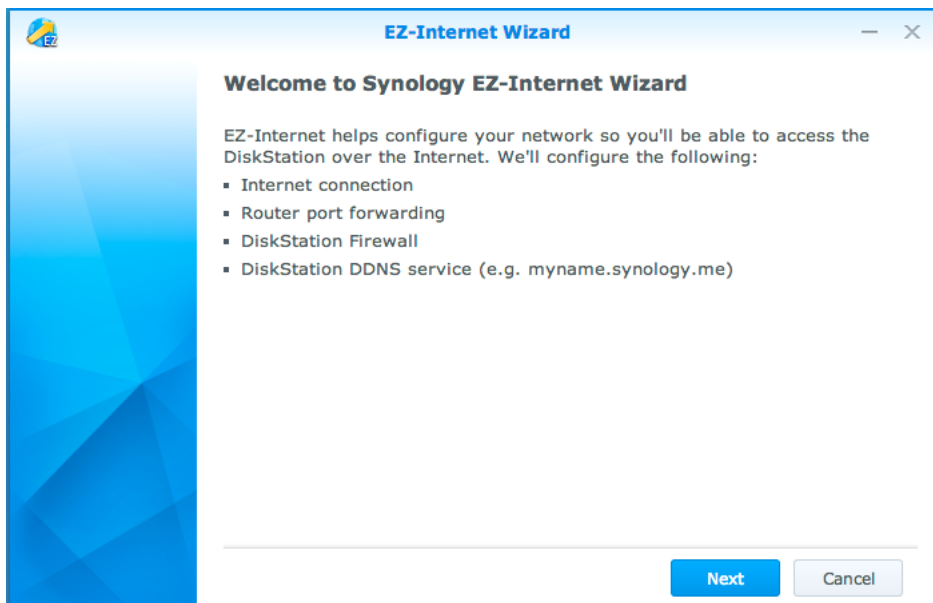 EZ-Internet Wizard
EZ
Welcome to Synology EZ-Internet Wizard
EZ-Internet helps configure your network so you'll be able to access the
DiskStation over the Internet. We'll configure the following:
▪ Internet connection
▪ Router port forwarding
▪ DiskStation Firewall
▪ DiskStation DDNS service (e.g. myname.synology.me)
Next Cancel